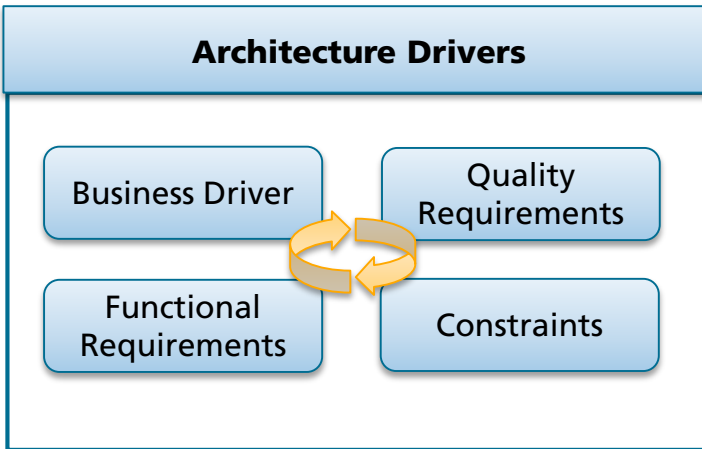 Architecture Drivers
Business Driver
Quality
Requirements
Functional
Requirements
Constraints